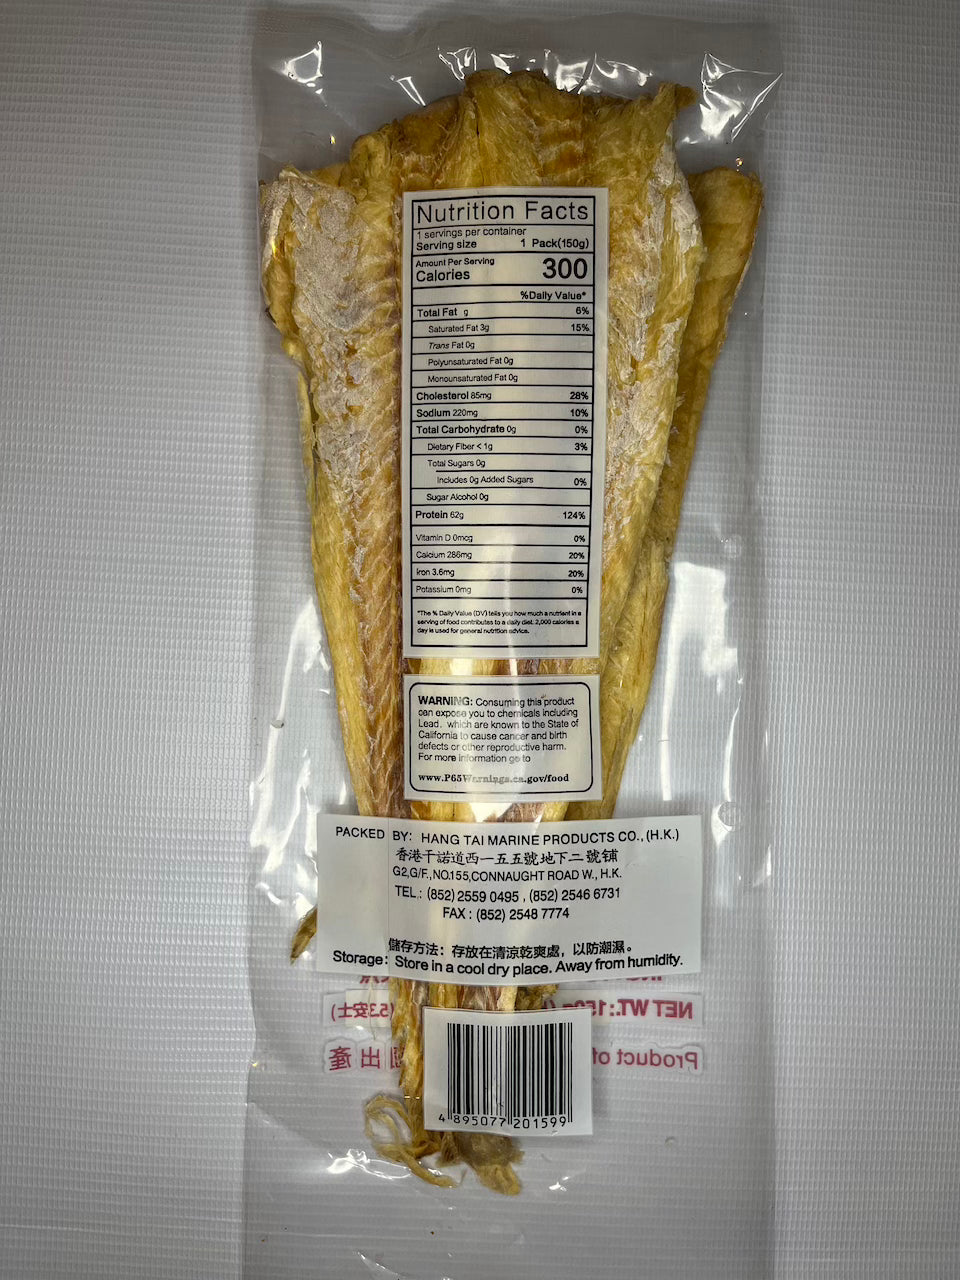 Nutrition Facts
1 servings per container
Serving size 1 Pack(150g)
Amount Per Serving
Calories 300
%Daily Value*
Total Fat g 6%
Saturated Fat 3g 15%
Trans Fat 0g
Polyunsaturated Fat 0g
Monounsaturated Fat 0g
Cholesterol 85mg 28%
Sodium 220mg 10%
Total Carbohydrate 0g 0%
Dietary Fiber < 1g 3%
Total Sugars 0g
Includes 0g Added Sugars 0%
Sugar Alcohol 0g
Protein 62g 124%
Vitamin D 0mcg 0%
Calcium 286mg 20%
Iron 3.6mg 20%
Potassium 0mg 0%
*The % Daily Value (DV) tells you how much a nutrient in a
serving of food contributes to a daily diet. 2,000 calories a
day is used for general nutrition advice.
WARNING: Consuming this product
can expose you to chemicals including
Lead, which are known to the State of
California to cause cancer and birth
defects or other reproductive harm.
For more information go to
www.P65Warnings.ca.gov/food
PACKED BY: HANG TAI MARINE PRODUCTS CO., (H.K.)
香港干諾道西一五五號地下二號铺
G2,G/F.,NO.155,CONNAUGHT ROAD W., H.K.
TEL.: (852) 2559 0495 , (852) 2546 6731
FAX : (852) 2548 7774
儲存方法：存放在清涼乾爽處，以防潮濕。
Storage: Store in a cool dry place. Away from humidity.
NET WT.:150g (5.3安士)
Product of
出產
4 895077 201599